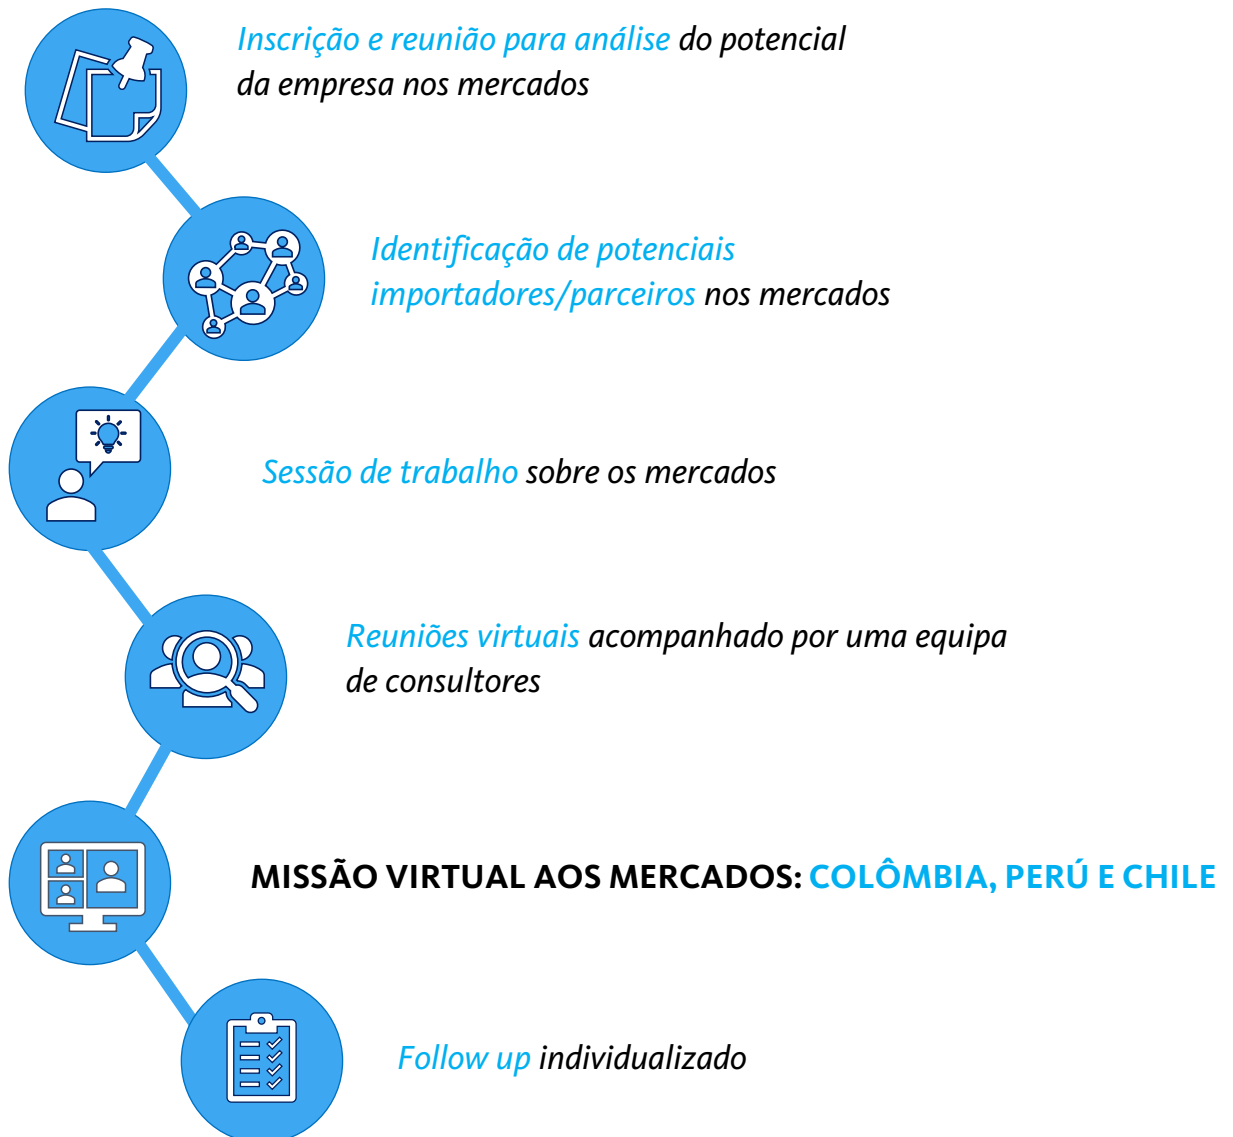 Inscrição e reunião para análise do potencial
da empresa nos mercados
Identificação de potenciais
importadores/parceiros nos mercados
Sessão de trabalho sobre os mercados
Reuniões virtuais acompanhado por uma equipa
de consultores
MISSÃO VIRTUAL AOS MERCADOS: COLÔMBIA, PERÚ E CHILE
Follow up individualizado